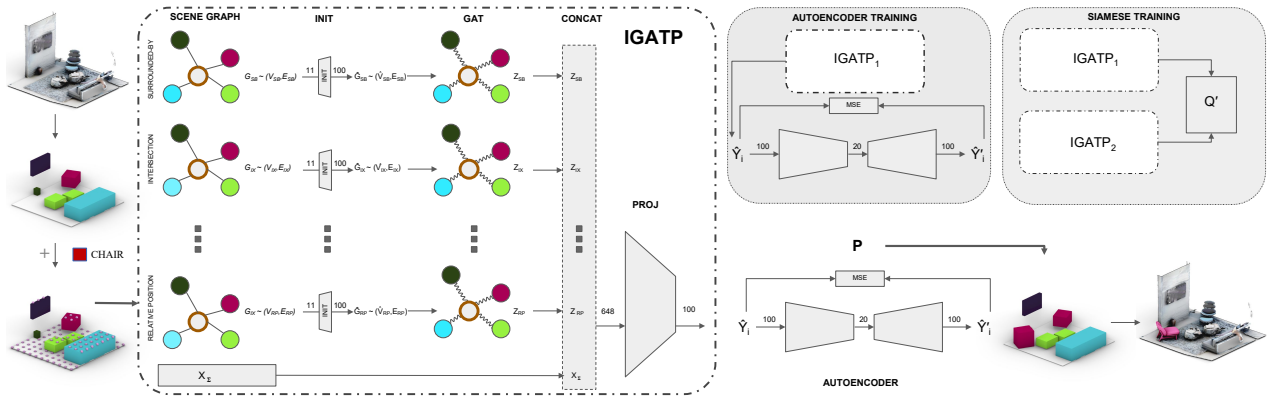 SCENE GRAPH
INIT
GAT
CONCAT
IGATP
SURROUNDED-BY
G_SB ~ (V_SB, E_SB)
11
INIT
100
Ĝ_SB ~ (V̂_SB, E_SB)
Z_SB
Z_SB
INTERSECTION
G_IX ~ (V_IX, E_IX)
11
INIT
100
Ĝ_IX ~ (V̂_IX, E_IX)
Z_IX
Z_IX
PROJ
+
CHAIR
RELATIVE POSITION
G_IX ~ (V_RP, E_RP)
11
INIT
100
Ĝ_RP ~ (V̂_RP, E_RP)
Z_RP
Z_RP
648
100
X_Σ
X_Σ
AUTOENCODER TRAINING
IGATP₁
MSE
Ŷ_i
100
20
100
Ŷ'_i
SIAMESE TRAINING
IGATP₁
Q'
IGATP₂
P
MSE
Ŷ_i
100
20
100
Ŷ'_i
AUTOENCODER